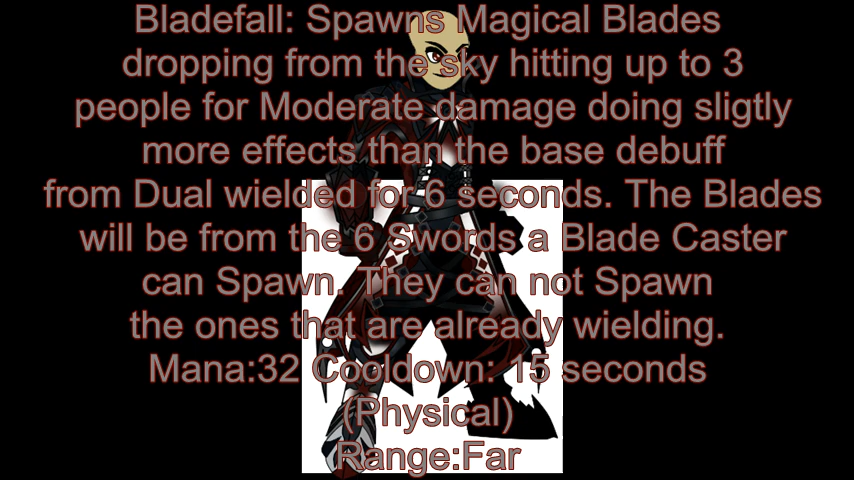 Bladefall: Spawns Magical Blades
dropping from the sky hitting up to 3
people for Moderate damage doing sligtly
more effects than the base debuff
from Dual wielded for 6 seconds. The Blades
will be from the 6 Swords a Blade Caster
can Spawn. They can not Spawn
the ones that are already wielding.
Mana:32 Cooldown: 15 seconds
(Physical)
Range:Far